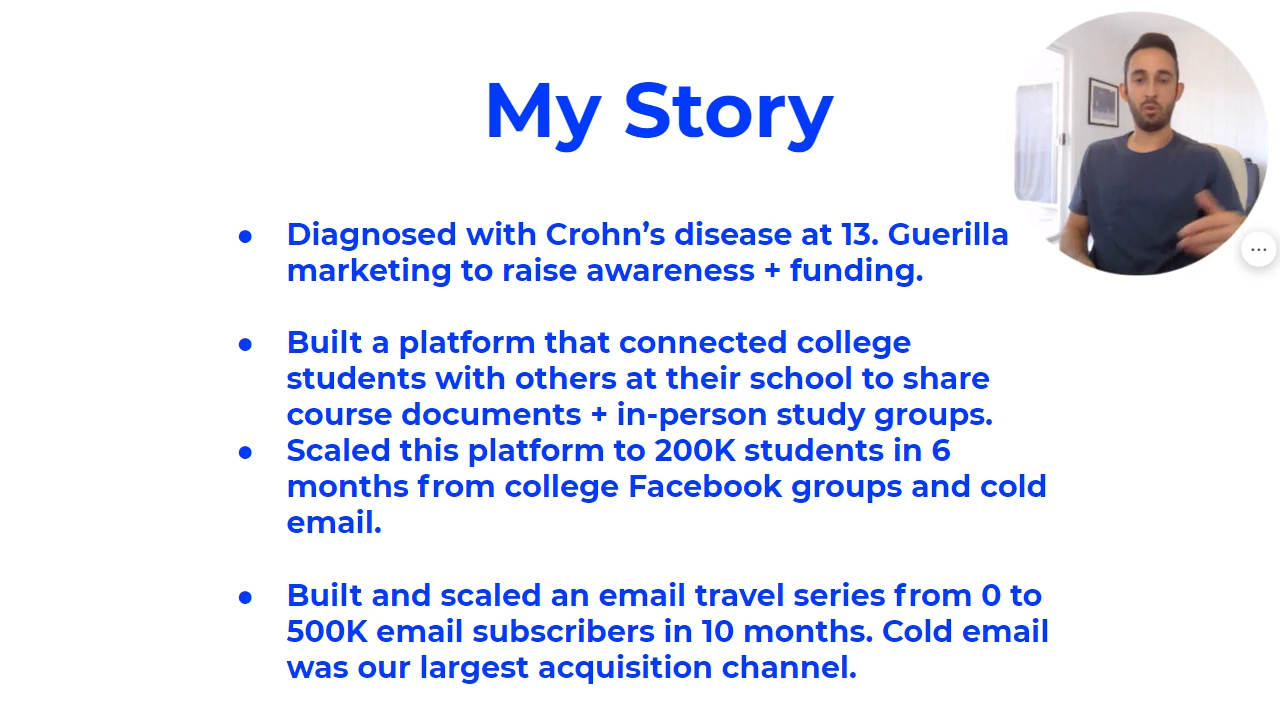 My Story
● Diagnosed with Crohn’s disease at 13. Guerilla
marketing to raise awareness + funding.
● Built a platform that connected college
students with others at their school to share
course documents + in-person study groups.
● Scaled this platform to 200K students in 6
months from college Facebook groups and cold
email.
● Built and scaled an email travel series from 0 to
500K email subscribers in 10 months. Cold email
was our largest acquisition channel.